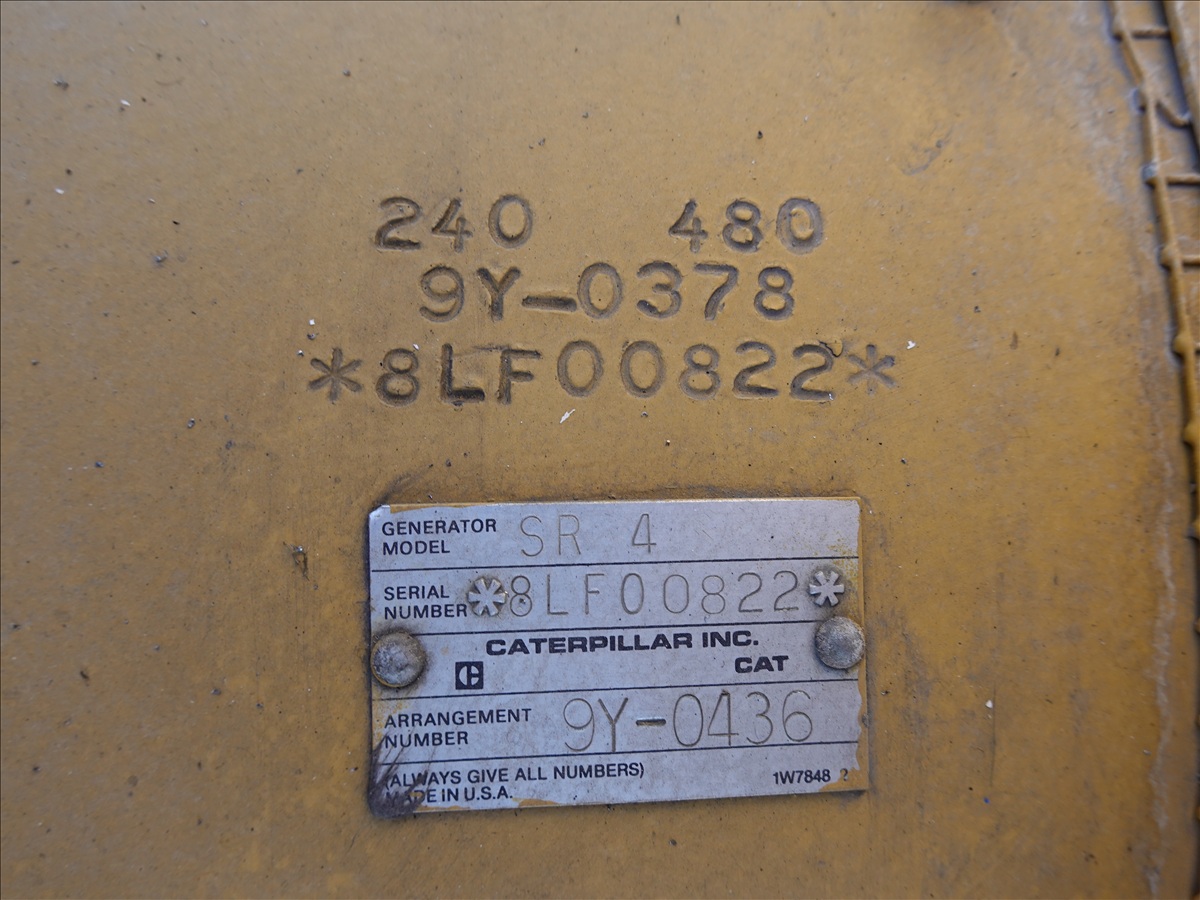 240 480
9Y-0378
*8LF00822*
GENERATOR MODEL SR 4
SERIAL NUMBER *8LF00822*
CATERPILLAR INC.
C CAT
ARRANGEMENT NUMBER 9Y-0436
(ALWAYS GIVE ALL NUMBERS) 1W7848 2
MADE IN U.S.A.